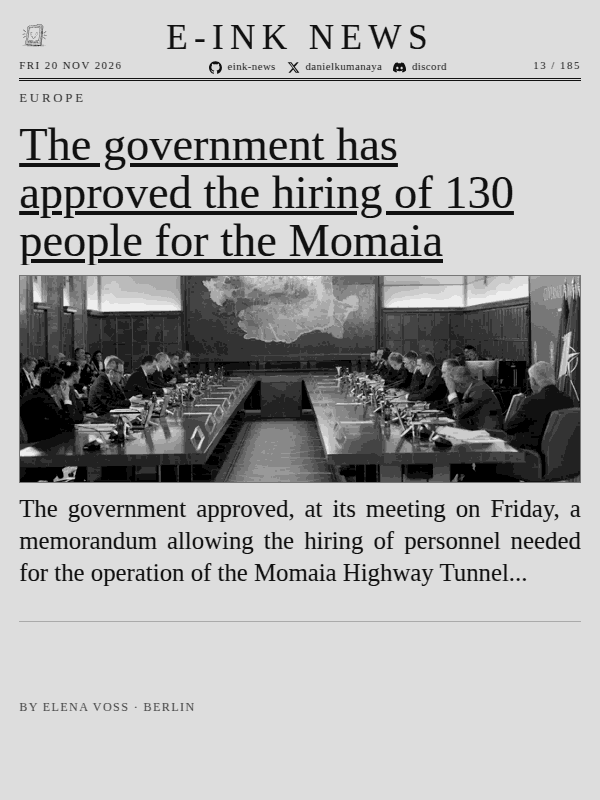 E-INK NEWS
FRI 20 NOV 2026
eink-news
danielkumanaya
discord
13 / 185
EUROPE
The government has
approved the hiring of 130
people for the Momaia
The government approved, at its meeting on Friday, a
memorandum allowing the hiring of personnel needed
for the operation of the Momaia Highway Tunnel...
BY ELENA VOSS · BERLIN